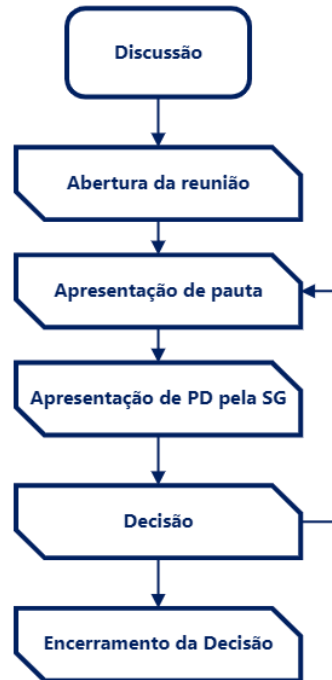 Discussão
Abertura da reunião
Apresentação de pauta
Apresentação de PD pela SG
Decisão
Encerramento da Decisão